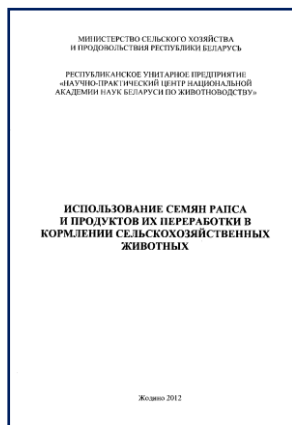 МИНИСТЕРСТВО СЕЛЬСКОГО ХОЗЯЙСТВА
И ПРОДОВОЛЬСТВИЯ РЕСПУБЛИКИ БЕЛАРУСЬ
РЕСПУБЛИКАНСКОЕ УНИТАРНОЕ ПРЕДПРИЯТИЕ
«НАУЧНО-ПРАКТИЧЕСКИЙ ЦЕНТР НАЦИОНАЛЬНОЙ
АКАДЕМИИ НАУК БЕЛАРУСИ ПО ЖИВОТНОВОДСТВУ»
ИСПОЛЬЗОВАНИЕ СЕМЯН РАПСА
И ПРОДУКТОВ ИХ ПЕРЕРАБОТКИ В
КОРМЛЕНИИ СЕЛЬСКОХОЗЯЙСТВЕННЫХ
ЖИВОТНЫХ
Жодино 2012